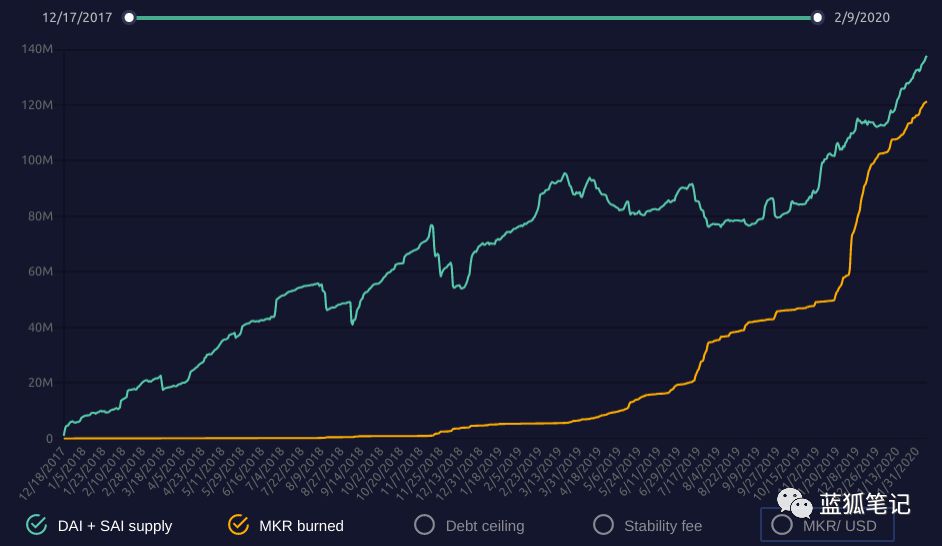 12/17/2017 2/9/2020
140M
120M
100M
80M
60M
40M
20M
0
12/18/2017 1/5/2018 1/23/2018 2/10/2018 2/28/2018 3/18/2018 4/5/2018 4/23/2018 5/11/2018 5/29/2018 6/16/2018 7/4/2018 7/22/2018 8/9/2018 8/27/2018 9/14/2018 10/2/2018 10/20/2018 11/7/2018 11/25/2018 12/13/2018 12/31/2018 1/18/2019 2/5/2019 2/23/2019 3/13/2019 3/31/2019 4/18/2019 5/6/2019 5/24/2019 6/11/2019 6/29/2019 7/17/2019 8/4/2019 8/22/2019 9/9/2019 9/27/2019 10/15/2019 11/2/2019 11/20/2019 12/8/2019 1/13/2020 1/31/2020
DAI + SAI supply MKR burned Debt ceiling Stability fee MKR/ USD
蓝狐笔记